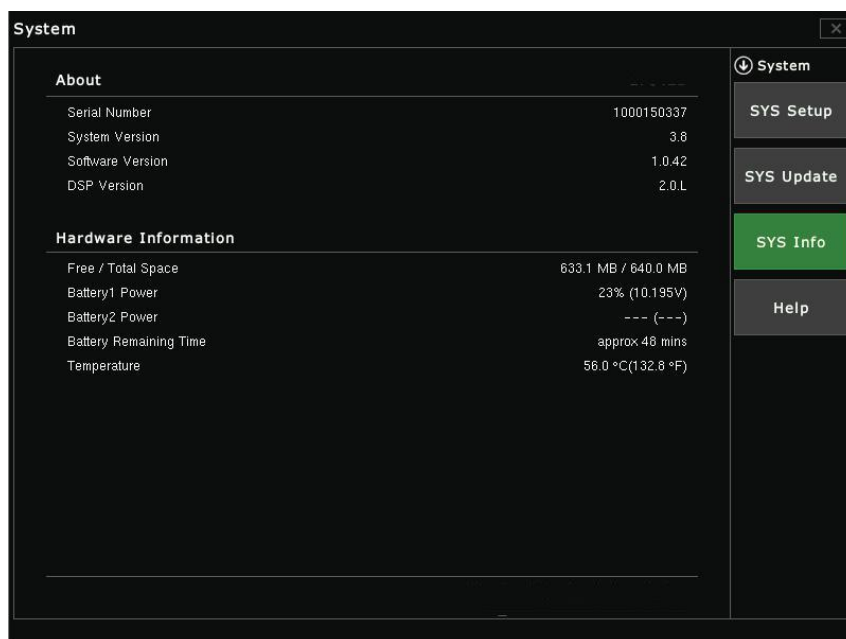 System
About
Serial Number 1000150337
System Version 3.8
Software Version 1.0.42
DSP Version 2.0.L
Hardware Information
Free / Total Space 633.1 MB / 640.0 MB
Battery1 Power 23% (10.195V)
Battery2 Power --- (---)
Battery Remaining Time approx 48 mins
Temperature 56.0 °C(132.8 °F)
System
SYS Setup
SYS Update
SYS Info
Help